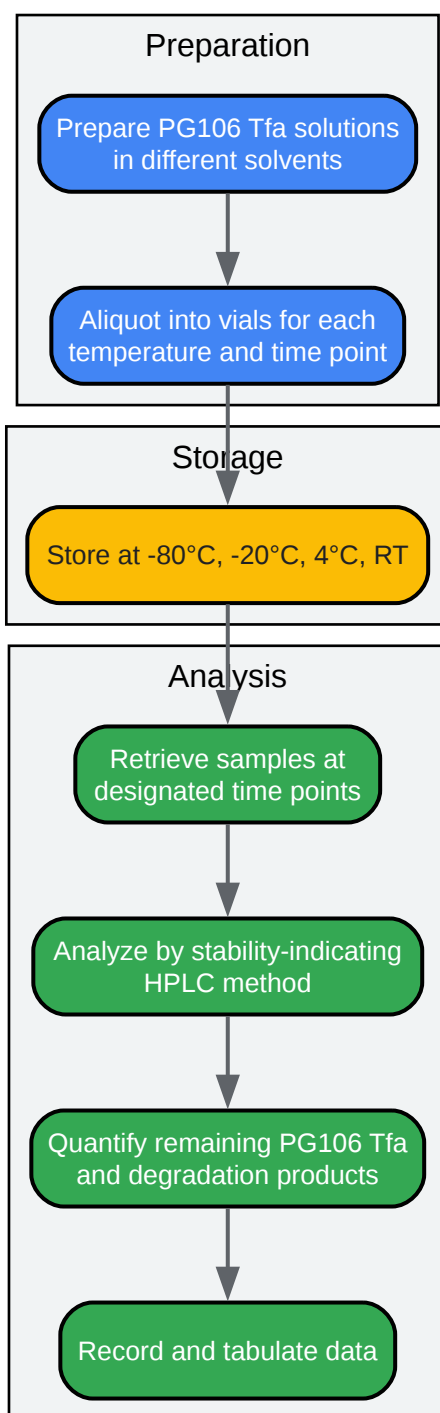 Preparation
Prepare PG106 Tfa solutions
in different solvents
Aliquot into vials for each
temperature and time point
Storage
Store at -80°C, -20°C, 4°C, RT
Analysis
Retrieve samples at
designated time points
Analyze by stability-indicating
HPLC method
Quantify remaining PG106 Tfa
and degradation products
Record and tabulate data